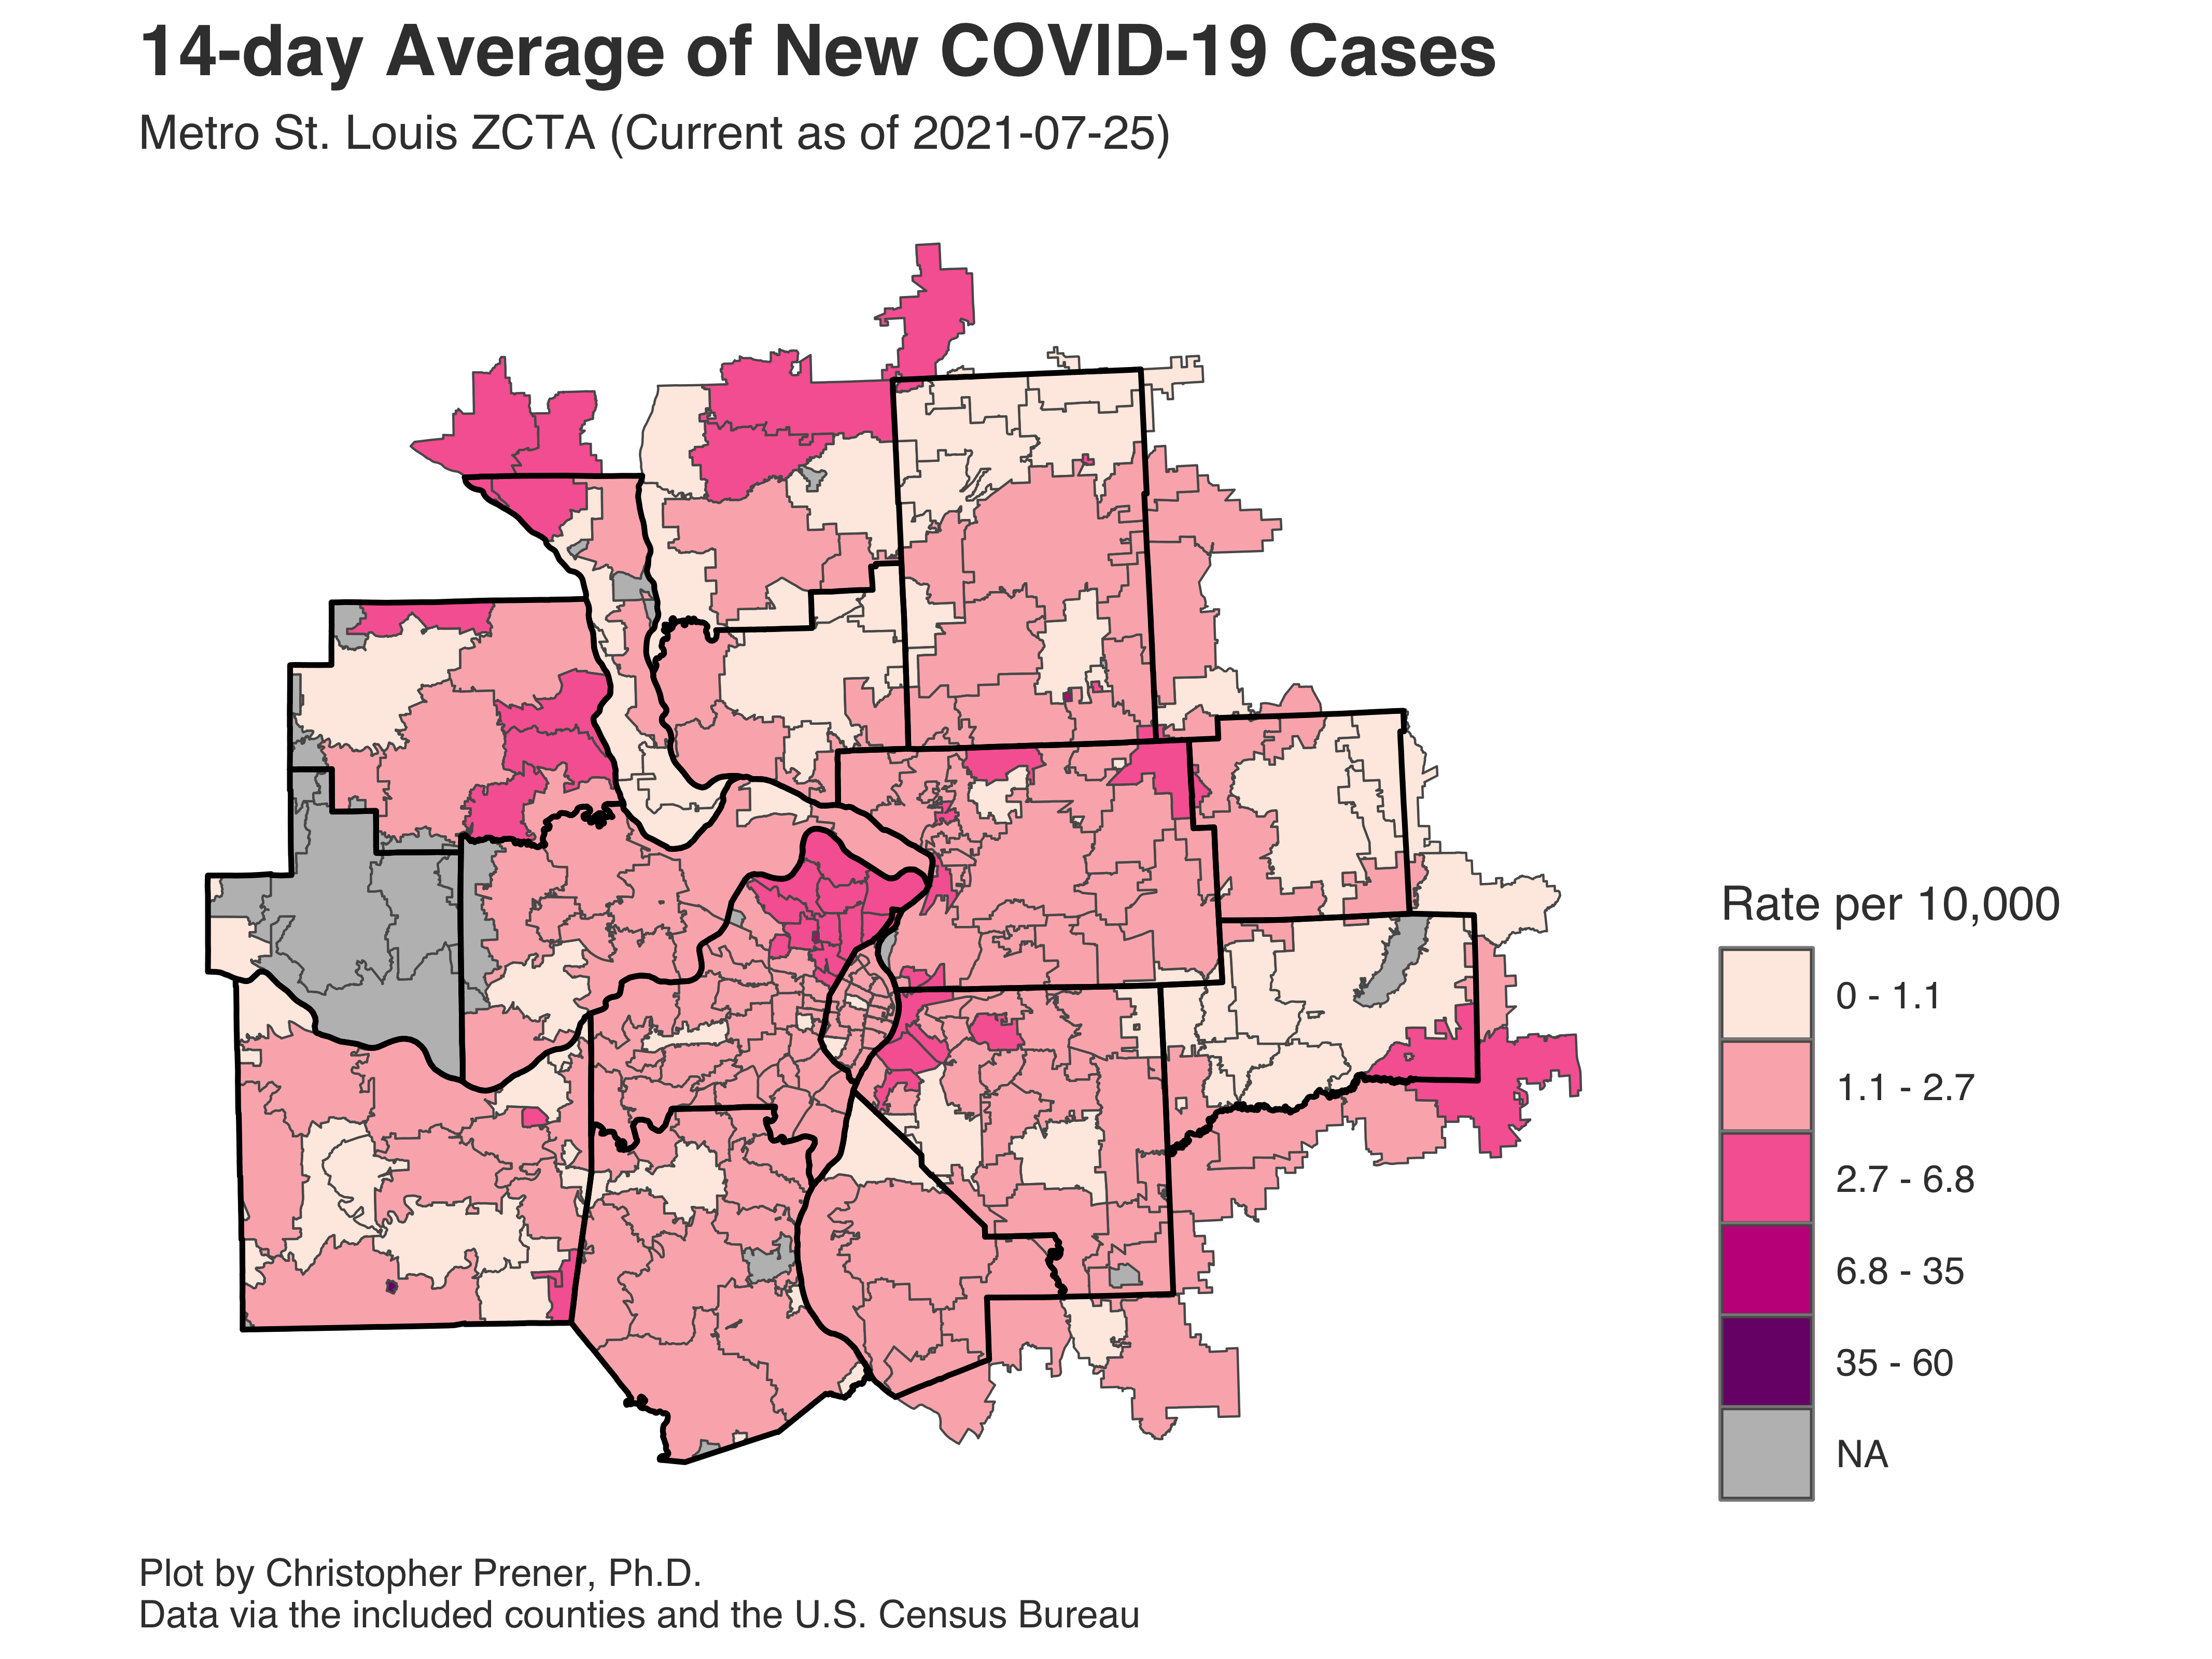 14-day Average of New COVID-19 Cases
Metro St. Louis ZCTA (Current as of 2021-07-25)
Rate per 10,000
0 - 1.1
1.1 - 2.7
2.7 - 6.8
6.8 - 35
35 - 60
NA
Plot by Christopher Prener, Ph.D.
Data via the included counties and the U.S. Census Bureau